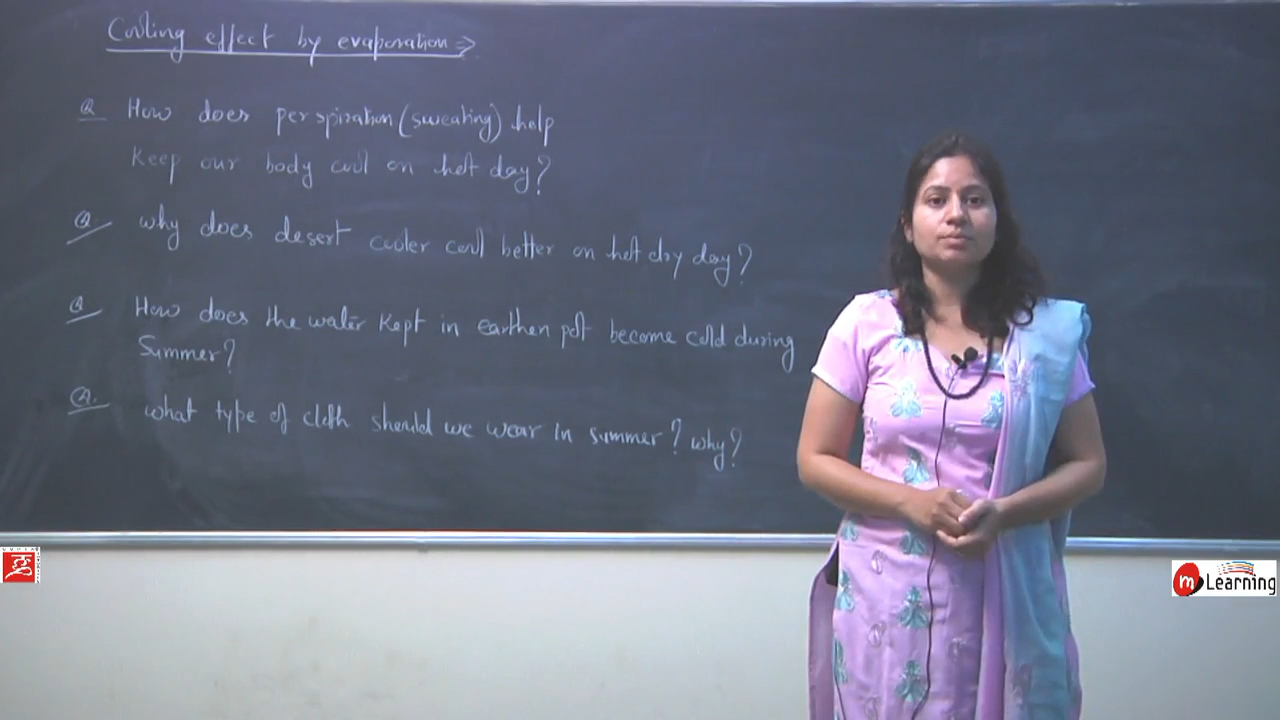 Cooling effect by evaporation ⇒
Q How does perspiration (sweating) help
Keep our body cool on hot day?
Q. why does desert cooler cool better on hot dry day?
Q How does the water Kept in earthen pot become cold during
Summer?
Q. what type of cloth should we wear in summer? why?
m Learning